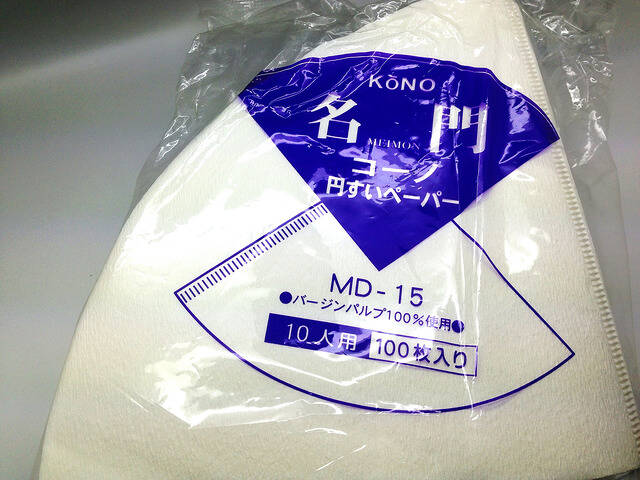 KōNO
名門
MEIMON
コーノ
円すいペーパー
MD-15
●バージンパルプ100%使用●
10人用 100枚入り